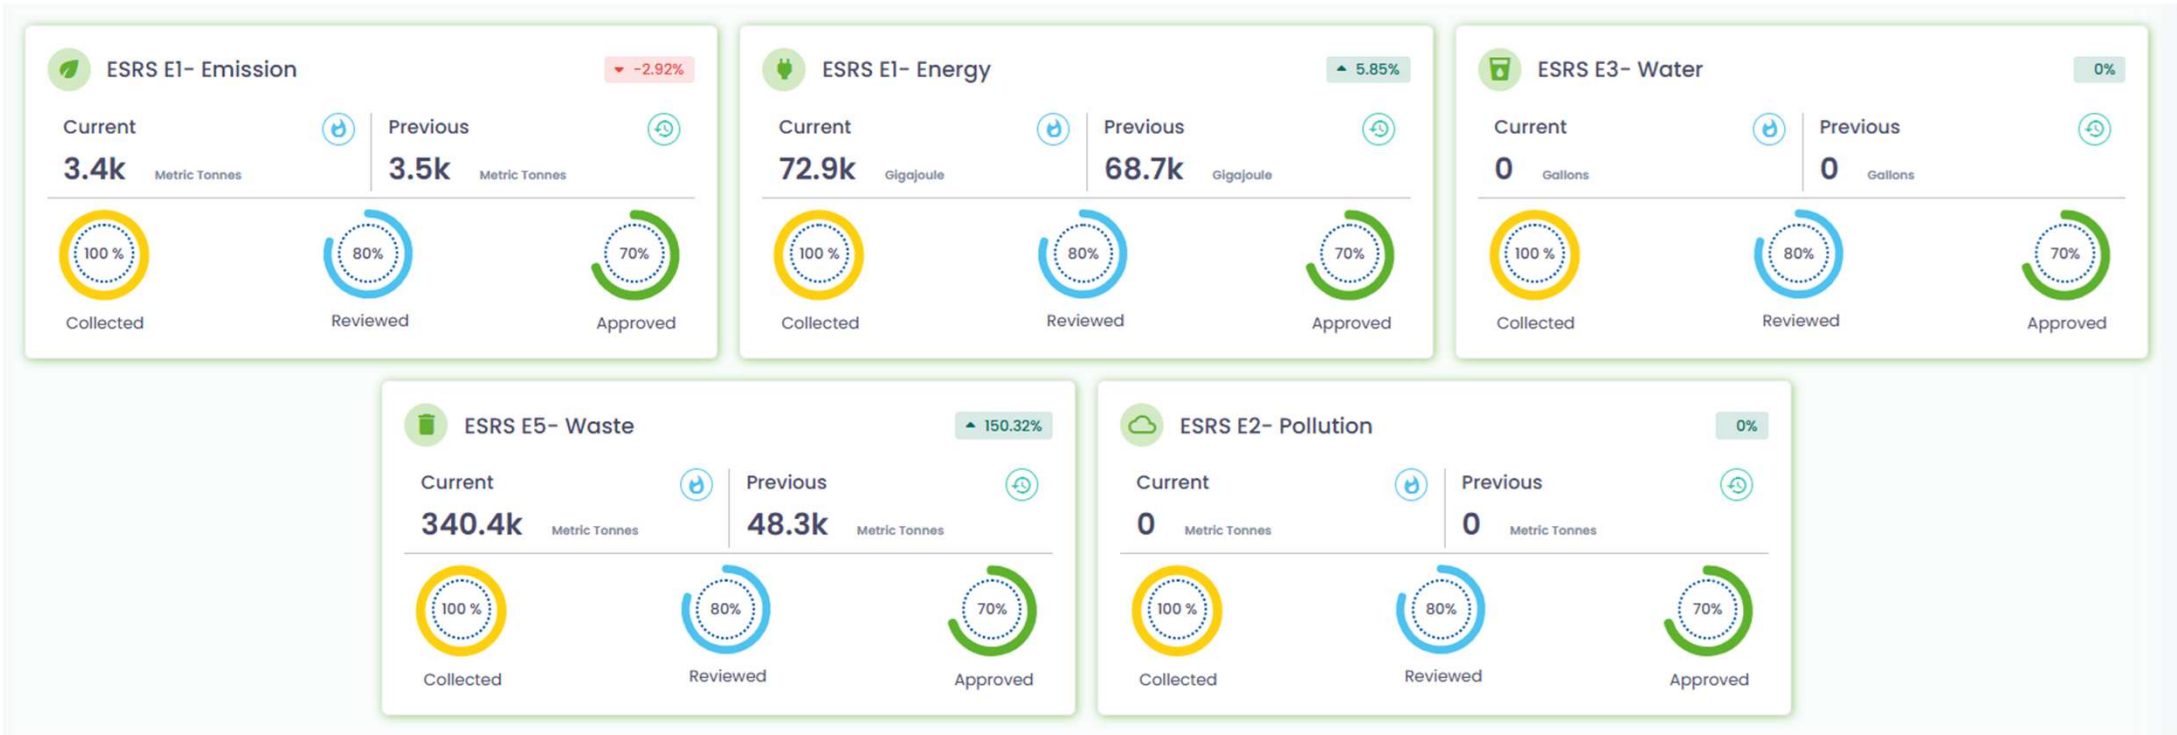 ESRS E1- Emission
-2.92%
Current
Previous
3.4k Metric Tonnes
3.5k Metric Tonnes
100 %
80%
70%
Collected
Reviewed
Approved
ESRS E1- Energy
5.85%
Current
Previous
72.9k Gigajoule
68.7k Gigajoule
100 %
80%
70%
Collected
Reviewed
Approved
ESRS E3- Water
0%
Current
Previous
0 Gallons
0 Gallons
100 %
80%
70%
Collected
Reviewed
Approved
ESRS E5- Waste
150.32%
Current
Previous
340.4k Metric Tonnes
48.3k Metric Tonnes
100 %
80%
70%
Collected
Reviewed
Approved
ESRS E2- Pollution
0%
Current
Previous
0 Metric Tonnes
0 Metric Tonnes
100 %
80%
70%
Collected
Reviewed
Approved